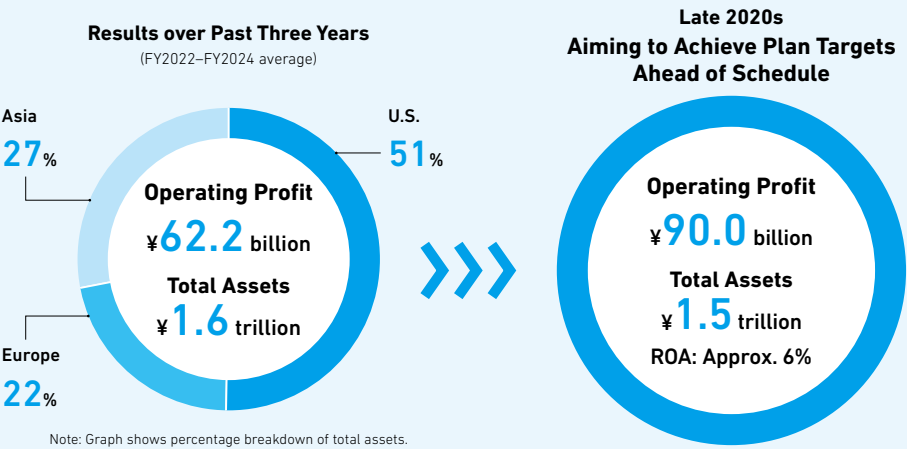 Results over Past Three Years
(FY2022–FY2024 average)
Asia
27%
U.S.
51%
Europe
22%
Operating Profit
¥62.2 billion
Total Assets
¥1.6 trillion
Note: Graph shows percentage breakdown of total assets.
Late 2020s
Aiming to Achieve Plan Targets
Ahead of Schedule
Operating Profit
¥90.0 billion
Total Assets
¥1.5 trillion
ROA: Approx. 6%